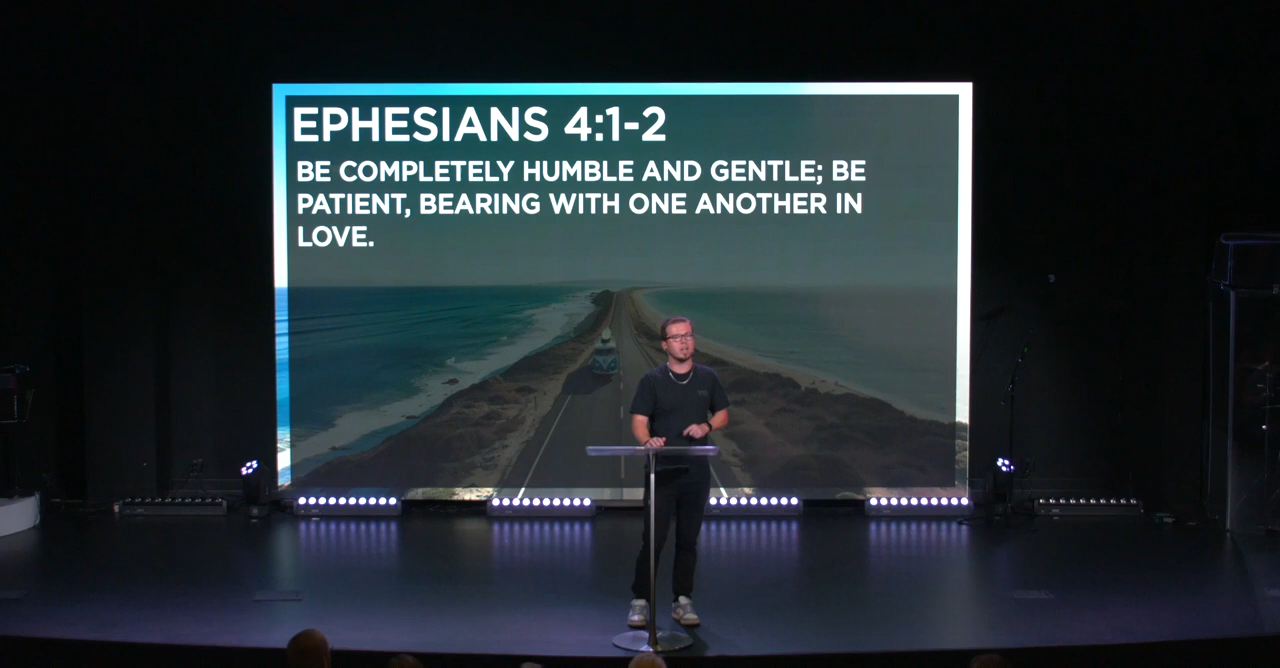 EPHESIANS 4:1-2
BE COMPLETELY HUMBLE AND GENTLE; BE
PATIENT, BEARING WITH ONE ANOTHER IN
LOVE.